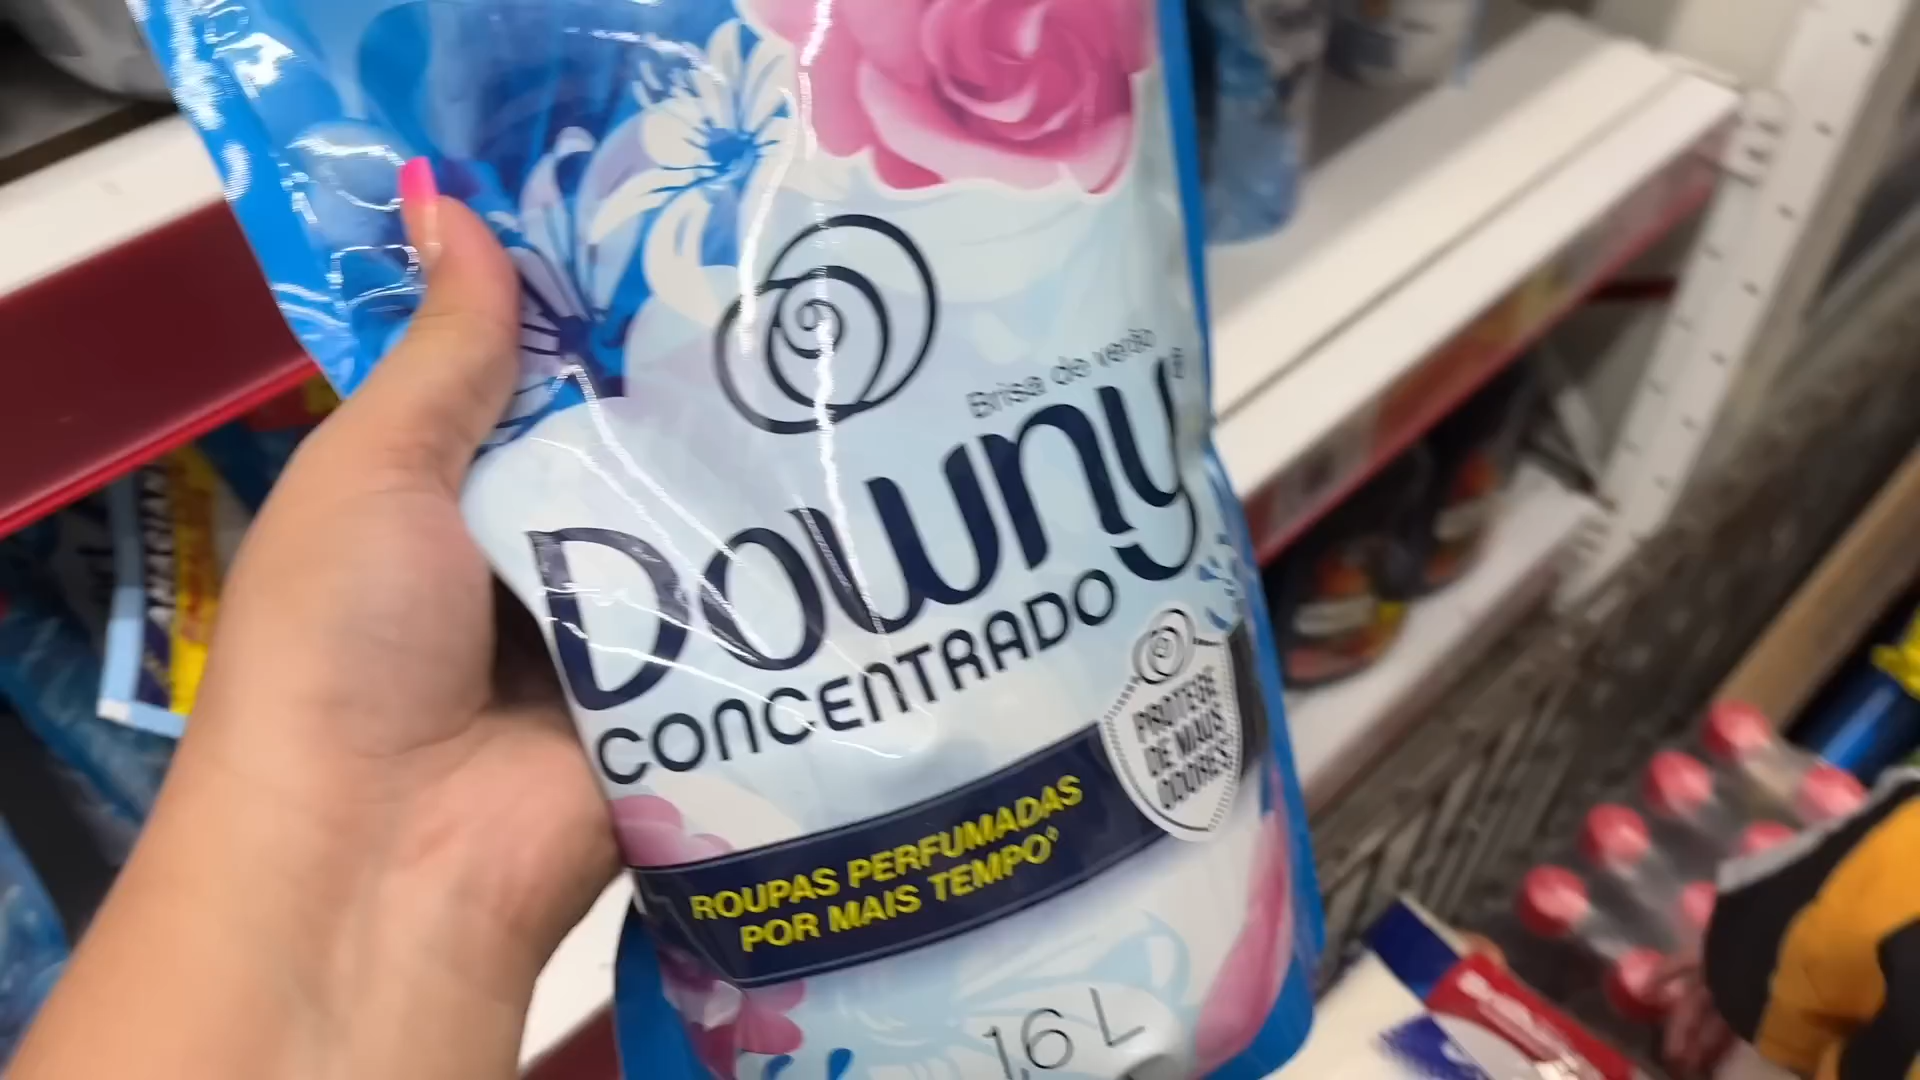 Brisa de verão
Downy
CONCENTRADO
PROTEGE
DE MAUS
ODORES
ROUPAS PERFUMADAS
POR MAIS TEMPO
1,6 L